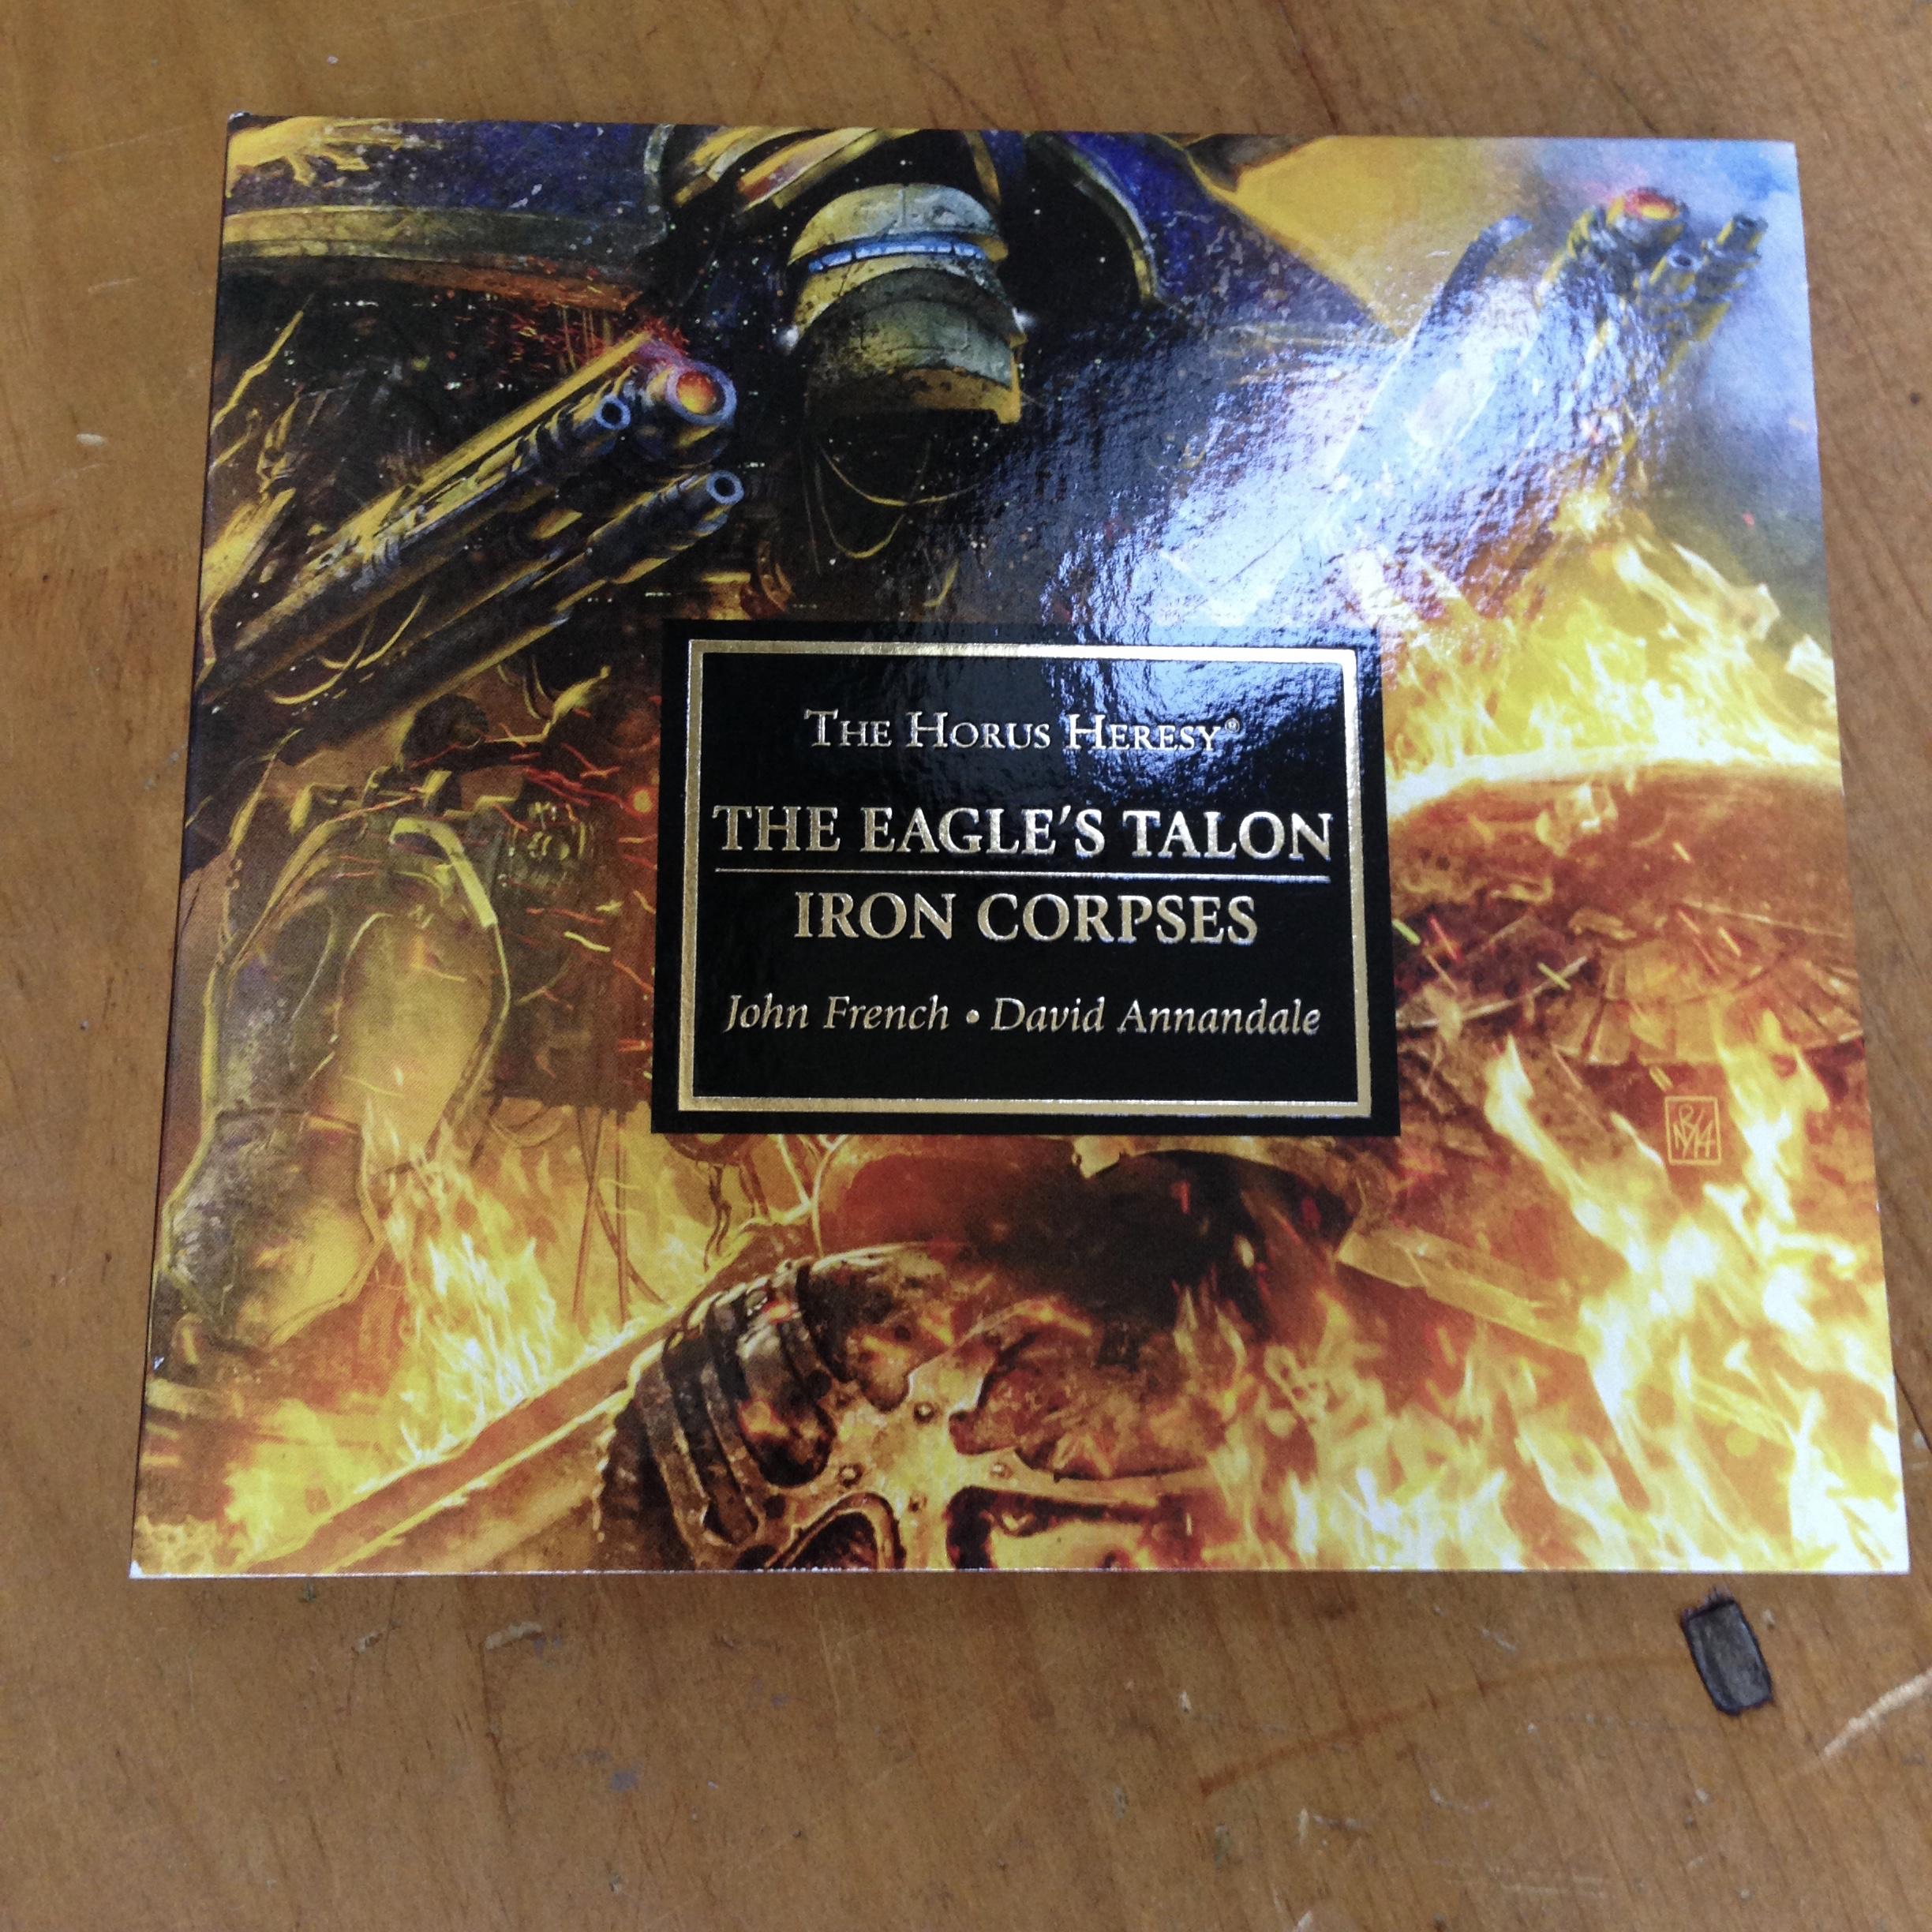 The Horus Heresy®
THE EAGLE'S TALON
IRON CORPSES
John French • David Annandale